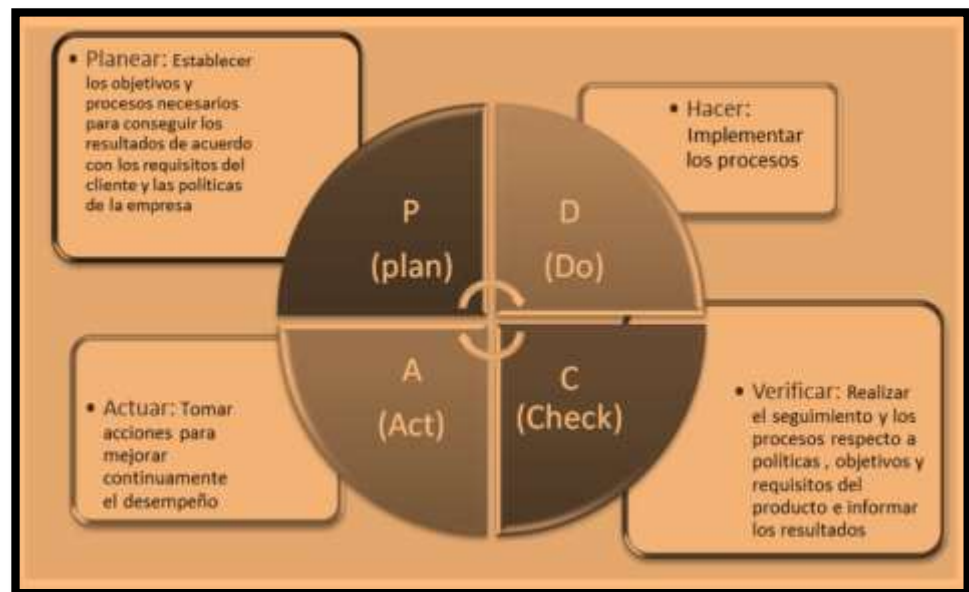 • Planear: Establecer
los objetivos y
procesos necesarios
para conseguir los
resultados de acuerdo
con los requisitos del
cliente y las políticas
de la empresa
• Hacer:
Implementar
los procesos
P
(plan)
D
(Do)
A
(Act)
C
(Check)
• Actuar: Tomar
acciones para
mejorar
continuamente
el desempeño
• Verificar: Realizar
el seguimiento y los
procesos respecto a
políticas , objetivos y
requisitos del
producto e informar
los resultados